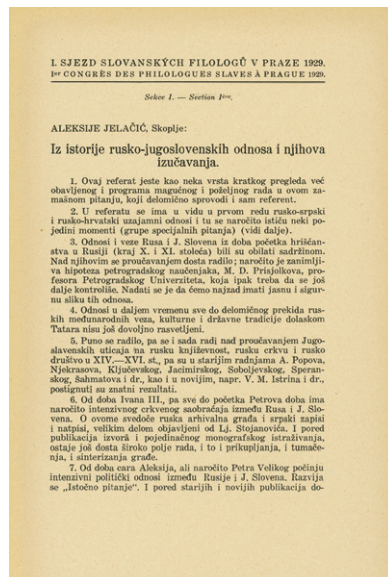 I. SJEZD SLOVANSKÝCH FILOLOGŮ V PRAZE 1929.
Ier CONGRÈS DES PHILOLOGUES SLAVES À PRAGUE 1929.
Sekce I. — Section Ière.
ALEKSIJE JELAČIĆ, Skoplje:
Iz istorije rusko-jugoslovenskih odnosa i njihova
izučavanja.
1. Ovaj referat jeste kao neka vrsta kratkog pregleda već
obavljenog i programa magućnog i poželjnog rada u ovom za-
mašnom pitanju, koji delomično sprovodi i sam referent.
2. U referatu se ima u vidu u prvom redu rusko-srpski
i rusko-hrvatski uzajamni odnosi i tu se naročito ističu neki po-
jedini momenti (grupe specijalnih pitanja) (vidi dalje).
3. Odnosi i veze Rusa i J. Slovena iz doba početka hrišćan-
stva u Rusiji (kraj X. i XI. stoleća) bili su obilati sadržinom.
Nad njihovim se proučavanjem dosta radilo; naročito je zanimlji-
va hipoteza petrogradskog naučenjaka, M. D. Prisjolkova, pro-
fesora Petrogradskog Univerziteta, koja ipak treba da se još
dalje kontroliše. Nadati se je da ćemo najzad imati jasnu i sigur-
nu sliku tih odnosa.
4. Odnosi u daljem vremenu sve do delomičnog prekida rus-
kih međunarodnih veza, kulturne i državne tradicije dolaskom
Tatara nisu još dovoljno rasvetljeni.
5. Puno se radilo, pa se i sada radi nad proučavanjem Jugo-
slavenskih uticaja na rusku književnost, rusku crkvu i rusko
društvo u XIV.—XVI. st., pa su u starijim radnjama A. Popova,
Njekrasova, Ključevskog, Jacimirskog, Soboljevskog, Speran-
skog, Šahmatova i dr., kao i u novijim, napr. V. M. Istrina i dr.,
postignuti su znatni rezultati.
6. Od doba Ivana III., pa sve do početka Petrova doba ima
naročito intenzivnog crkvenog saobraćaja između Rusa i J. Slo-
vena. O ovome svedoče ruska arhivalna građa i srpski zapisi
i natpisi, velikim delom objavljeni od Lj. Stojanovića. I pored
publikacija izvorâ i pojedinačnog monografskog istraživanja,
ostaje još dosta široko polje rada, i to i prikupljanja, i tumače-
nja, i sinterizanja građe.
7. Od doba cara Aleksija, ali naročito Petra Velikog počinju
intenzivni politički odnosi između Rusije i J. Slovena. Razvija
se „Istočno pitanje“. I pored starijih i novijih publikacija do-